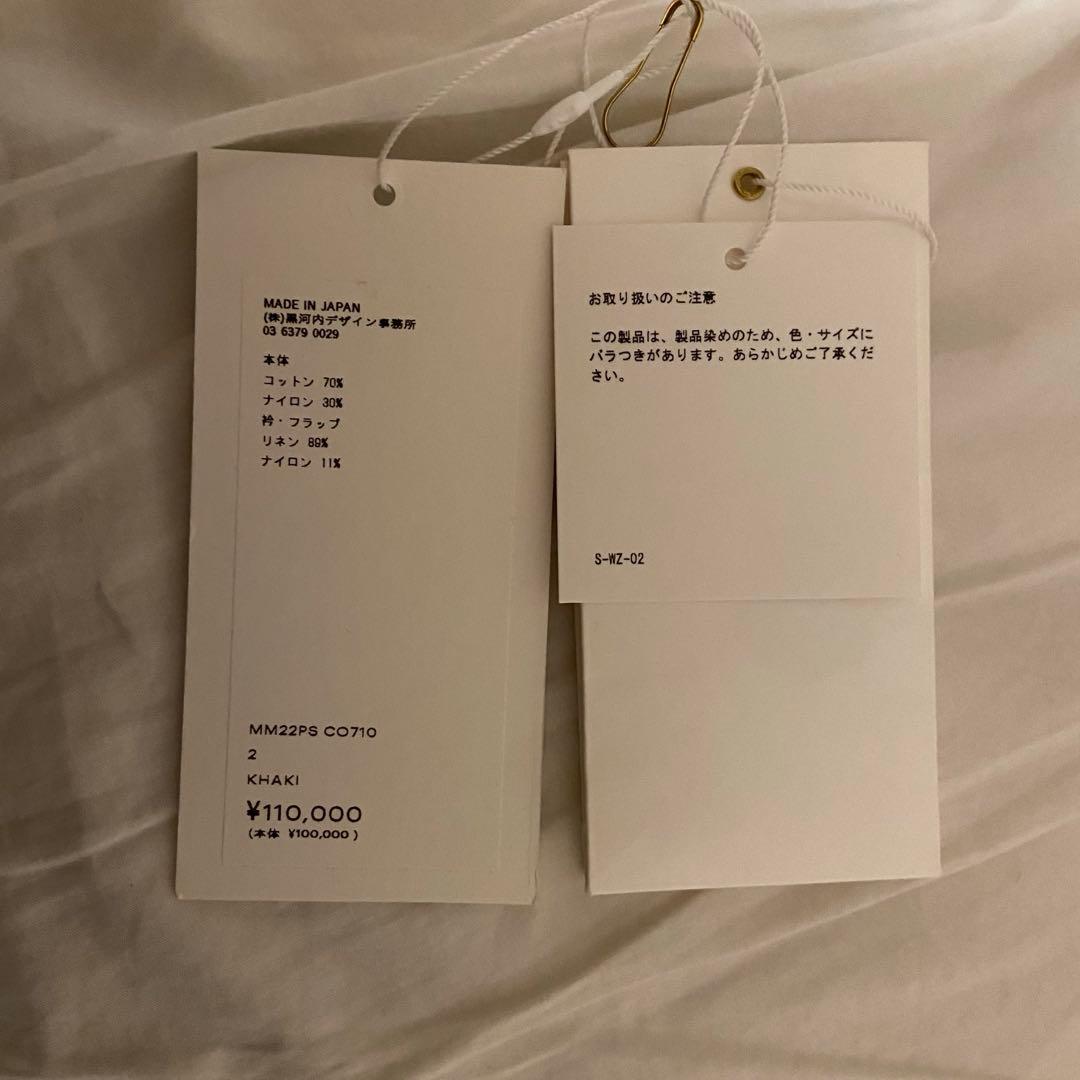 MADE IN JAPAN
(株)黒河内デザイン事務所
03 6379 0029
本体
コットン 70%
ナイロン 30%
衿・フラップ
リネン 89%
ナイロン 11%
MM22PS CO710
2
KHAKI
¥110,000
(本体 ¥100,000 )
お取り扱いのご注意
この製品は、製品染めのため、色・サイズに
バラつきがあります。あらかじめご了承くだ
さい。
S-WZ-02